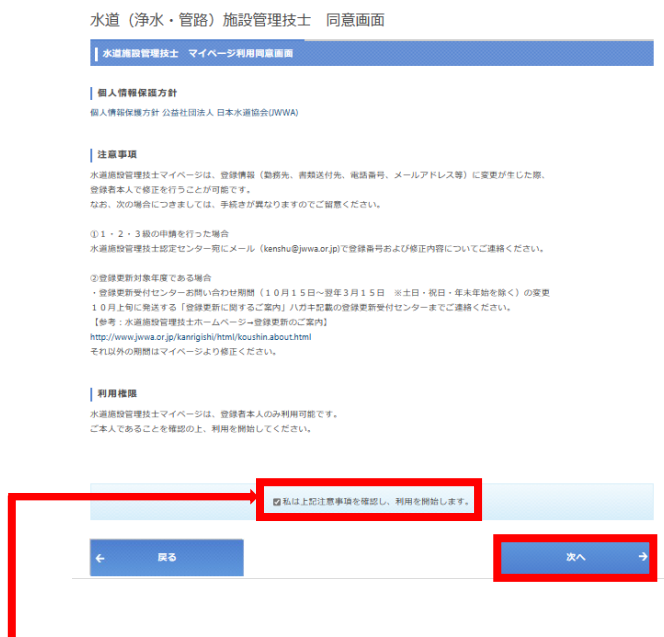 水道（浄水・管路）施設管理技士　同意画面
水道施設管理技士　マイページ利用同意画面
個人情報保護方針
個人情報保護方針 公益社団法人 日本水道協会(JWWA)
注意事項
水道施設管理技士マイページは、登録情報（勤務先、書類送付先、電話番号、メールアドレス等）に変更が生じた際、
登録者本人で修正を行うことが可能です。
なお、次の場合につきましては、手続きが異なりますのでご留意ください。
①１・２・３級の申請を行った場合
水道施設管理技士認定センター宛にメール（kenshu@jwwa.or.jp)で登録番号および修正内容についてご連絡ください。
②登録更新対象年度である場合
・登録更新受付センターお問い合わせ期間（１０月１５日～翌年３月１５日　※土日・祝日・年末年始を除く）の変更
１０月上旬に発送する「登録更新に関するご案内」ハガキ記載の登録更新受付センターまでご連絡ください。
【参考：水道施設管理技士ホームページ→登録更新のご案内】
http://www.jwwa.or.jp/kanrigishi/html/koushin.about.html
それ以外の期間はマイページより修正ください。
利用権限
水道施設管理技士マイページは、登録者本人のみ利用可能です。
ご本人であることを確認の上、利用を開始してください。
☑私は上記注意事項を確認し、利用を開始します。
← 戻る
次へ →